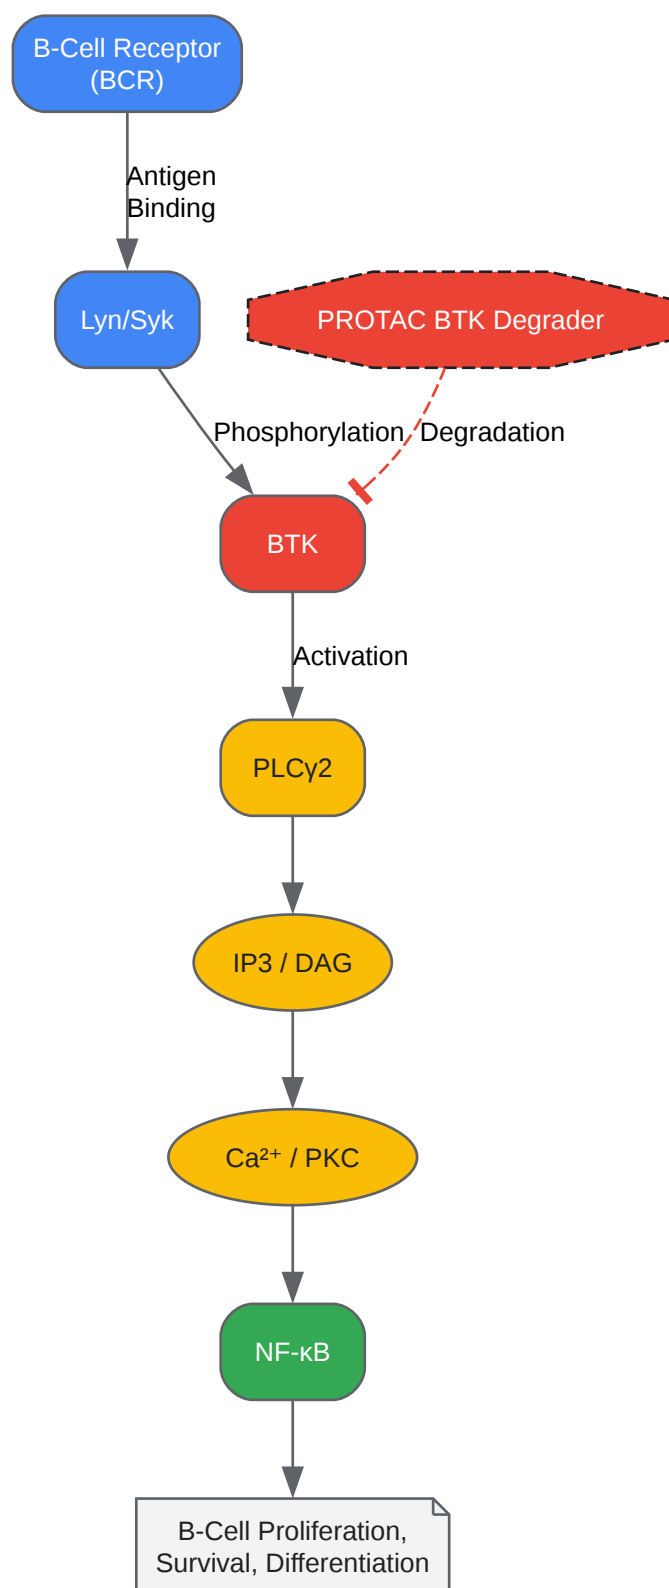 B-Cell Receptor
(BCR)
Antigen
Binding
Lyn/Syk
PROTAC BTK Degrader
Phosphorylation
Degradation
BTK
Activation
PLCγ2
IP3 / DAG
Ca²⁺ / PKC
NF-κB
B-Cell Proliferation,
Survival, Differentiation